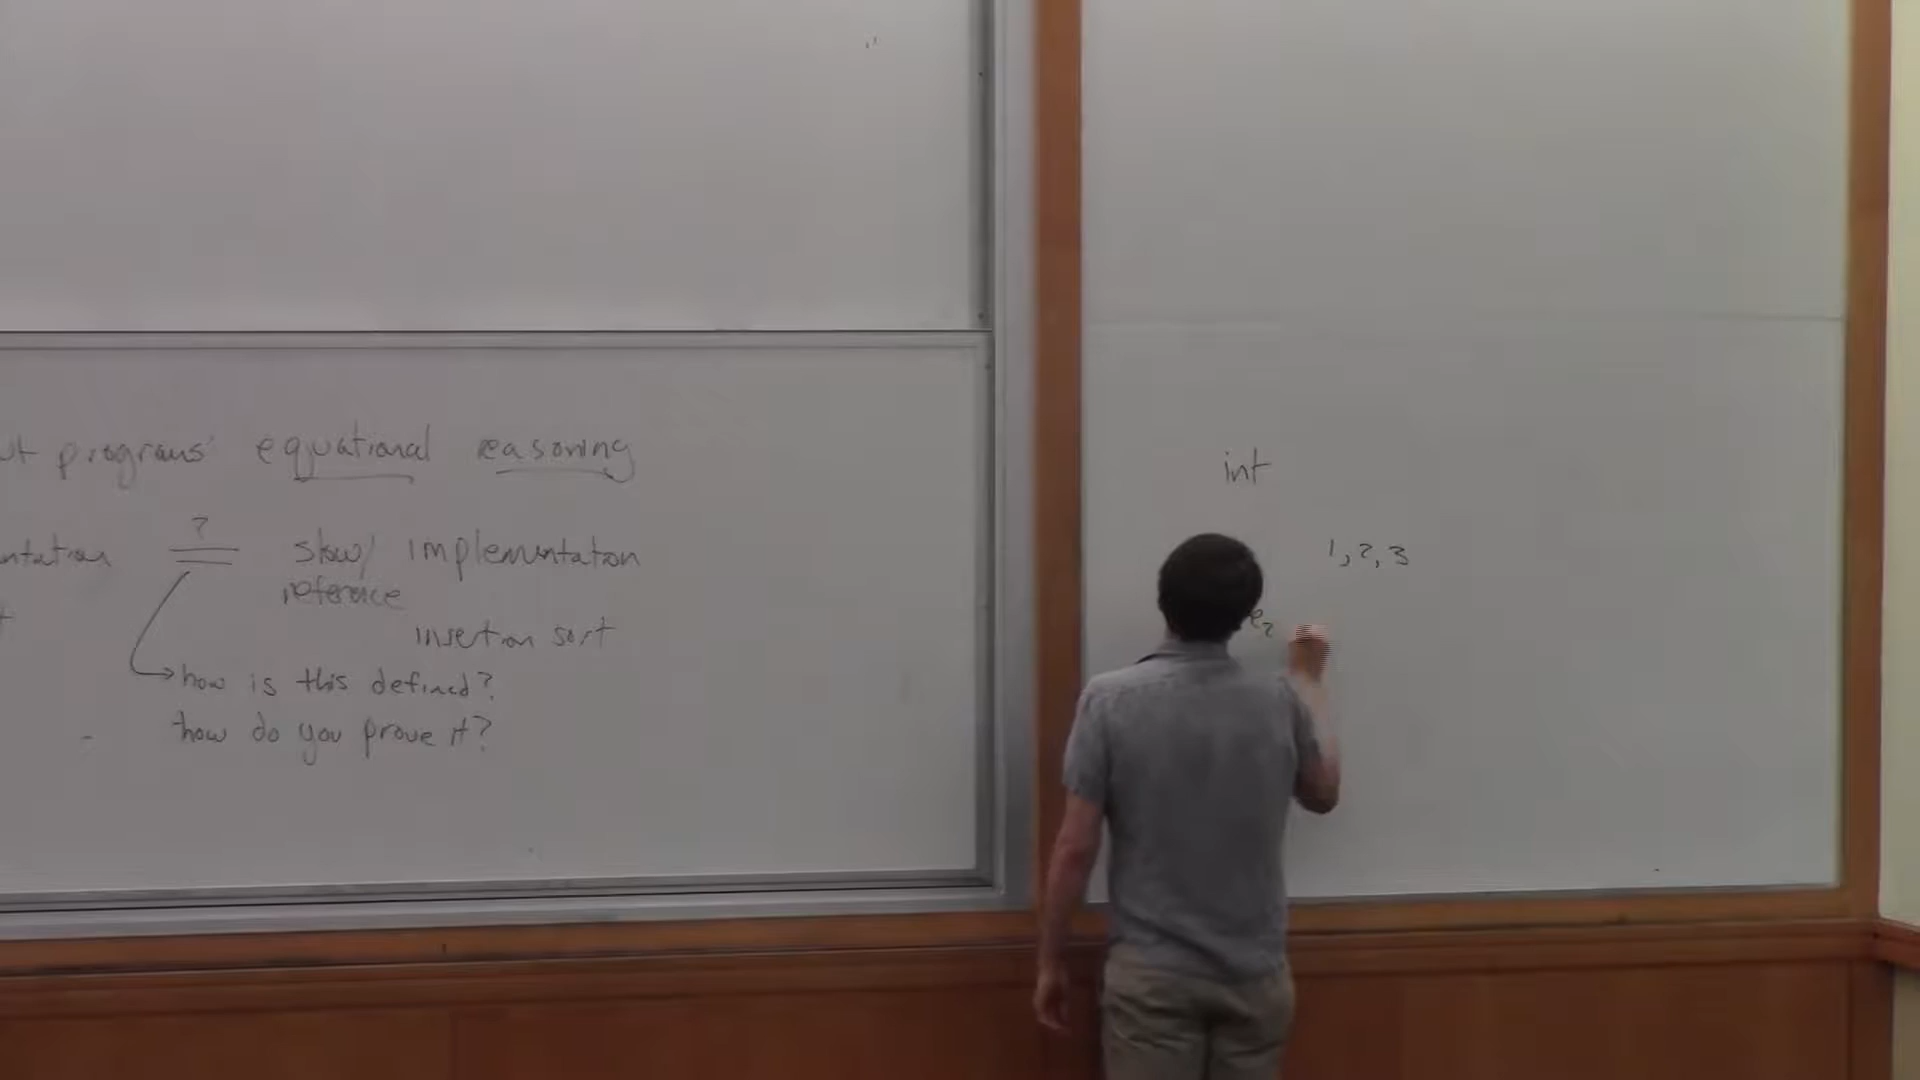 programs' equational reasoning
? 
= slow/ implementation
reference
insertion sort
how is this defined?
how do you prove it?
int
1, 2, 3
e₂